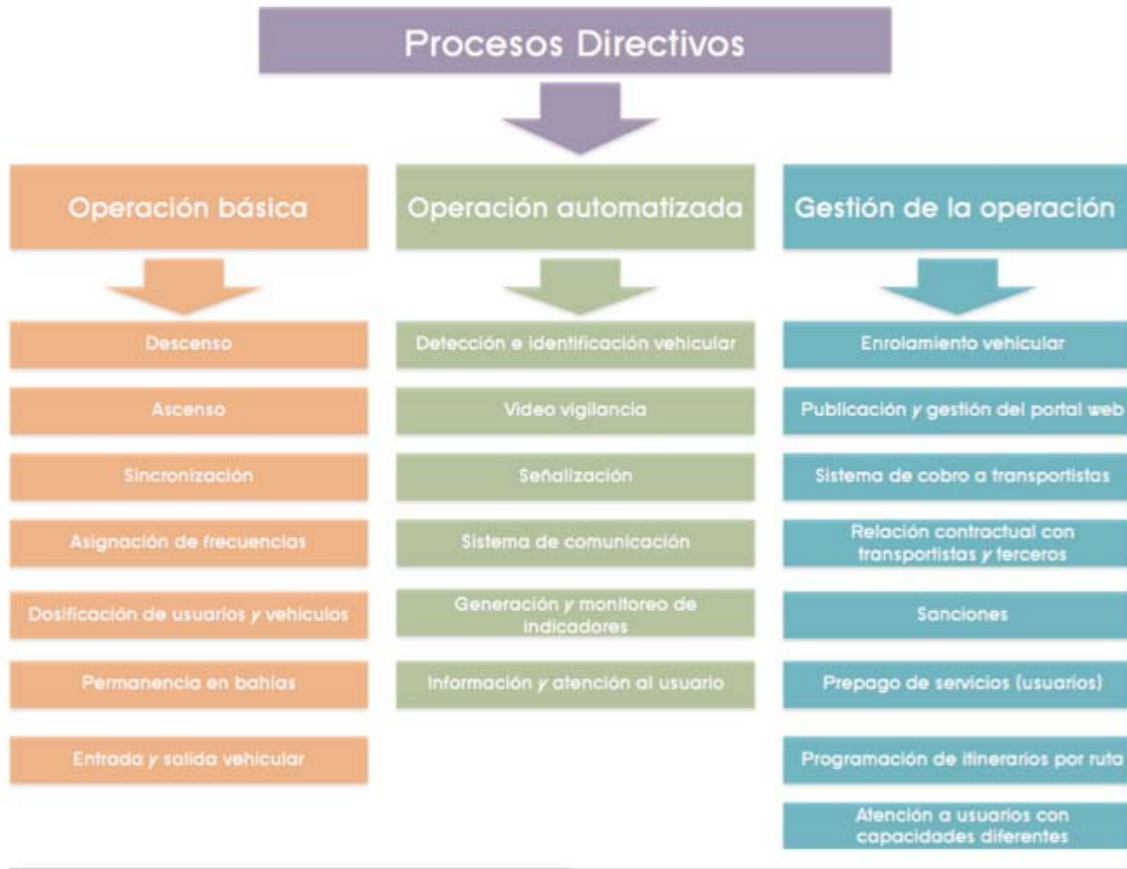 Procesos Directivos
Operación básica
Descenso
Ascenso
Sincronización
Asignación de frecuencias
Dosificación de usuarios y vehículos
Permanencia en bahías
Entrada y salida vehicular
Operación automatizada
Detección e identificación vehicular
Video vigilancia
Señalización
Sistema de comunicación
Generación y monitoreo de
indicadores
Información y atención al usuario
Gestión de la operación
Enrolamiento vehicular
Publicación y gestión del portal web
Sistema de cobro a transportistas
Relación contractual con
transportistas y terceros
Sanciones
Prepago de servicios (usuarios)
Programación de itinerarios por ruta
Atención a usuarios con
capacidades diferentes